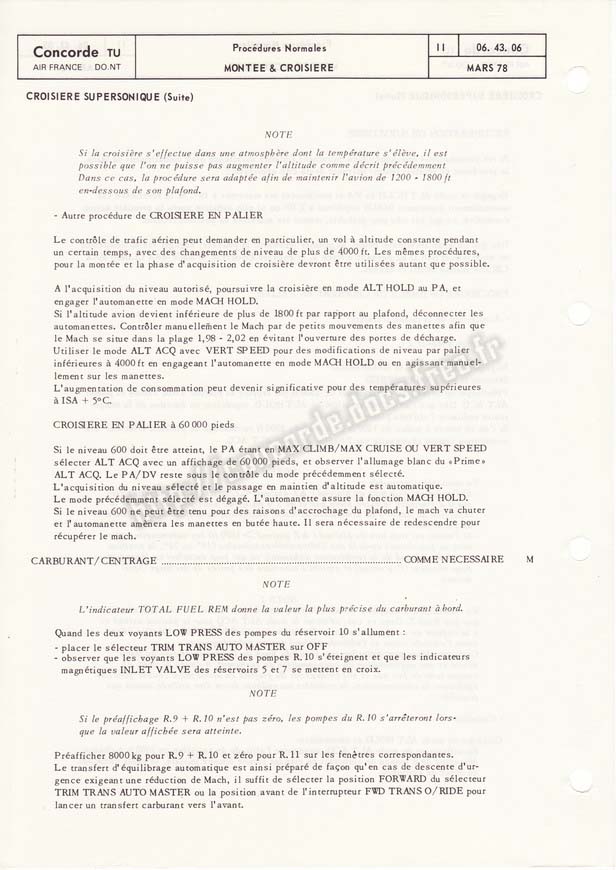 Concorde TU
AIR FRANCE DO.NT
Procédures Normales
MONTEE & CROISIERE
11
06. 43. 06
MARS 78
CROISIERE SUPERSONIQUE (Suite)
NOTE
Si la croisière s'effectue dans une atmosphère dont la température s'élève, il est
possible que l'on ne puisse pas augmenter l'altitude comme décrit précédemment
Dans ce cas, la procédure sera adaptée afin de maintenir l'avion de 1200 - 1800 ft
en-dessous de son plafond.
- Autre procédure de CROISIERE EN PALIER
Le contrôle de trafic aérien peut demander en particulier, un vol à altitude constante pendant
un certain temps, avec des changements de niveau de plus de 4000 ft. Les mêmes procédures,
pour la montée et la phase d'acquisition de croisière devront être utilisées autant que possible.
A l'acquisition du niveau autorisé, poursuivre la croisière en mode ALT HOLD au PA, et
engager l'automanette en mode MACH HOLD.
Si l'altitude avion devient inférieure de plus de 1800 ft par rapport au plafond, déconnecter les
automanettes. Contrôler manuellement le Mach par de petits mouvements des manettes afin que
le Mach se situe dans la plage 1,98 - 2,02 en évitant l'ouverture des portes de décharge.
Utiliser le mode ALT ACQ avec VERT SPEED pour des modifications de niveau par palier
inférieures à 4000 ft en engageant l'automanette en mode MACH HOLD ou en agissant manuel-
lement sur les manettes.
L'augmentation de consommation peut devenir significative pour des températures supérieures
à ISA + 5°C.
CROISIERE EN PALIER à 60 000 pieds
Si le niveau 600 doit être atteint, le PA étant en MAX CLIMB/MAX CRUISE OU VERT SPEED
sélecter ALT ACQ avec un affichage de 60 000 pieds, et observer l'allumage blanc du «Prime»
ALT ACQ. Le PA/DV reste sous le contrôle du mode précédemment sélecté.
L'acquisition du niveau sélecté et le passage en maintien d'altitude est automatique.
Le mode précédemment sélecté est dégagé. L'automanette assure la fonction MACH HOLD.
Si le niveau 600 ne peut être tenu pour des raisons d'accrochage du plafond, le mach va chuter
et l'automanette amènera les manettes en butée haute. Il sera nécessaire de redescendre pour
récupérer le mach.
CARBURANT/CENTRAGE ........................................ COMME NECESSAIRE M
NOTE
L'indicateur TOTAL FUEL REM donne la valeur la plus précise du carburant à bord.
Quand les deux voyants LOW PRESS des pompes du réservoir 10 s'allument :
- placer le sélecteur TRIM TRANS AUTO MASTER sur OFF
- observer que les voyants LOW PRESS des pompes R.10 s'éteignent et que les indicateurs
magnétiques INLET VALVE des réservoirs 5 et 7 se mettent en croix.
NOTE
Si le préaffichage R.9 + R.10 n'est pas zéro, les pompes du R.10 s'arrêteront lors-
que la valeur affichée sera atteinte.
Préafficher 8000 kg pour R.9 + R.10 et zéro pour R.11 sur les fenêtres correspondantes.
Le transfert d'équilibrage automatique est ainsi préparé de façon qu'en cas de descente d'ur-
gence exigeant une réduction de Mach, il suffit de sélecter la position FORWARD du sélecteur
TRIM TRANS AUTO MASTER ou la position avant de l'interrupteur FWD TRANS O/RIDE pour
lancer un transfert carburant vers l'avant.